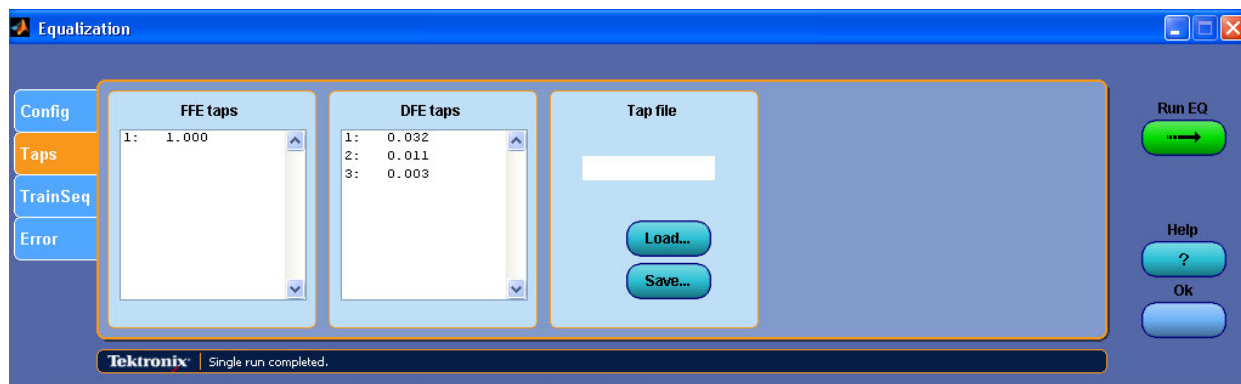 Equalization
Config
Taps
TrainSeq
Error
FFE taps
1: 1.000
DFE taps
1: 0.032
2: 0.011
3: 0.003
Tap file
Load...
Save...
Run EQ
Help
?
Ok
Tektronix Single run completed.